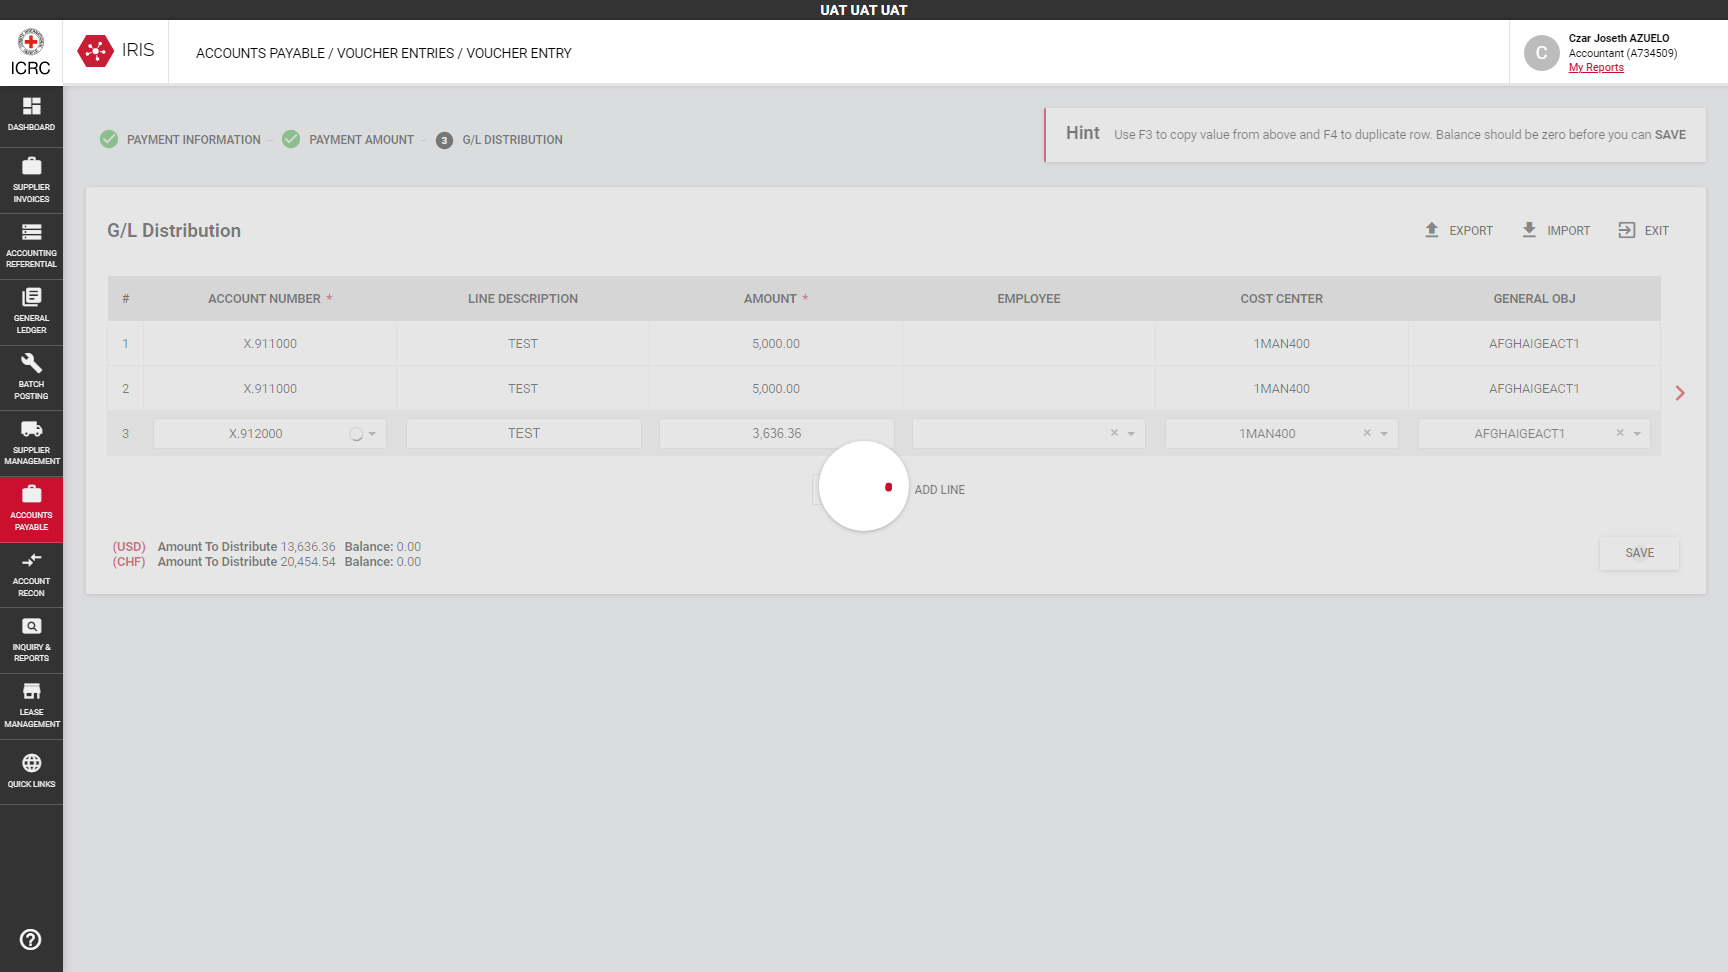 UAT UAT UAT
ICRC
IRIS
ACCOUNTS PAYABLE / VOUCHER ENTRIES / VOUCHER ENTRY
C
Czar Joseth AZUELO
Accountant (A734509)
My Reports
DASHBOARD
SUPPLIER
INVOICES
ACCOUNTING
REFERENTIAL
GENERAL
LEDGER
BATCH
POSTING
SUPPLIER
MANAGEMENT
ACCOUNTS
PAYABLE
ACCOUNT
RECON
INQUIRY &
REPORTS
LEASE
MANAGEMENT
QUICK LINKS
PAYMENT INFORMATION – PAYMENT AMOUNT – 3 G/L DISTRIBUTION
Hint Use F3 to copy value from above and F4 to duplicate row. Balance should be zero before you can SAVE
G/L Distribution
EXPORT IMPORT EXIT
# ACCOUNT NUMBER * LINE DESCRIPTION AMOUNT * EMPLOYEE COST CENTER GENERAL OBJ
1 X.911000 TEST 5,000.00 1MAN400 AFGHAIGEACT1
2 X.911000 TEST 5,000.00 1MAN400 AFGHAIGEACT1
3 X.912000 TEST 3,636.36 × 1MAN400 × AFGHAIGEACT1 ×
ADD LINE
(USD) Amount To Distribute 13,636.36 Balance: 0.00
(CHF) Amount To Distribute 20,454.54 Balance: 0.00
SAVE